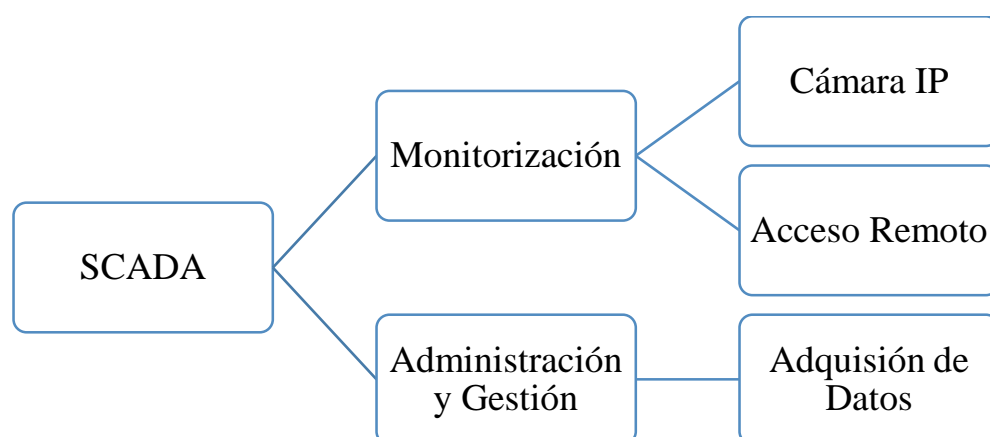 SCADA
Monitorización
Cámara IP
Acceso Remoto
Administración
y Gestión
Adquisión de
Datos